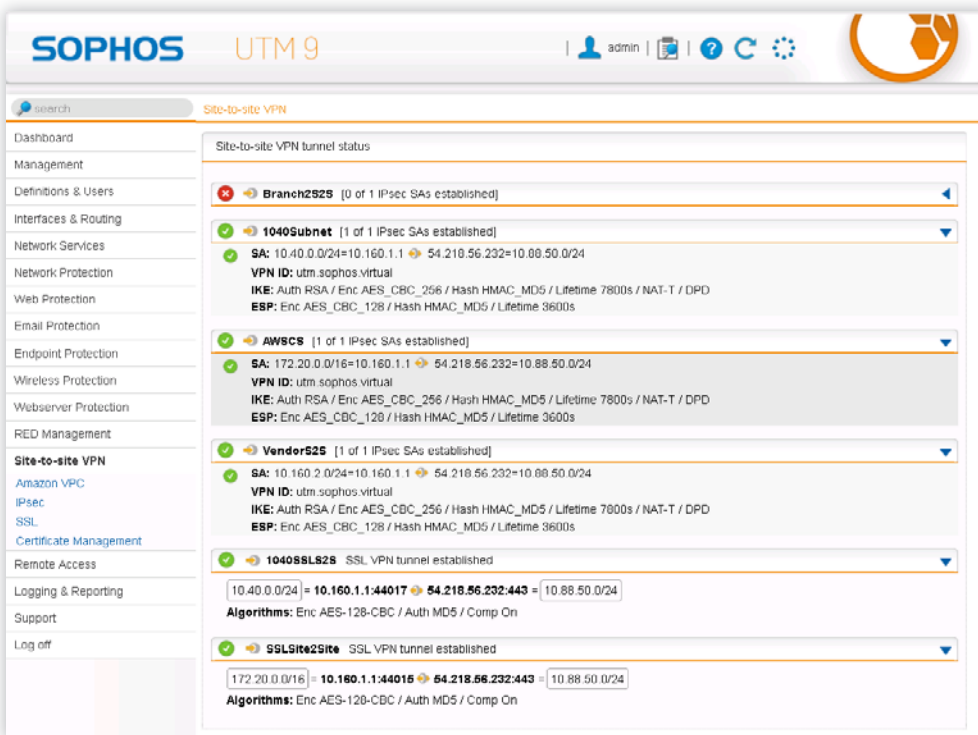 SOPHOS UTM 9
| admin | |
search
Site-to-site VPN
Dashboard
Management
Definitions & Users
Interfaces & Routing
Network Services
Network Protection
Web Protection
Email Protection
Endpoint Protection
Wireless Protection
Webserver Protection
RED Management
Site-to-site VPN
Amazon VPC
IPsec
SSL
Certificate Management
Remote Access
Logging & Reporting
Support
Log off
Site-to-site VPN tunnel status
Branch2S2S [0 of 1 IPsec SAs established]
1040Subnet [1 of 1 IPsec SAs established]
SA: 10.40.0.0/24=10.160.1.1 54.218.56.232=10.88.50.0/24
VPN ID: utm.sophos.virtual
IKE: Auth RSA / Enc AES_CBC_256 / Hash HMAC_MD5 / Lifetime 7800s / NAT-T / DPD
ESP: Enc AES_CBC_128 / Hash HMAC_MD5 / Lifetime 3600s
AWSCS [1 of 1 IPsec SAs established]
SA: 172.20.0.0/16=10.160.1.1 54.218.56.232=10.88.50.0/24
VPN ID: utm.sophos.virtual
IKE: Auth RSA / Enc AES_CBC_256 / Hash HMAC_MD5 / Lifetime 7800s / NAT-T / DPD
ESP: Enc AES_CBC_128 / Hash HMAC_MD5 / Lifetime 3600s
VendorS2S [1 of 1 IPsec SAs established]
SA: 10.160.2.0/24=10.160.1.1 54.218.56.232=10.88.50.0/24
VPN ID: utm.sophos.virtual
IKE: Auth RSA / Enc AES_CBC_256 / Hash HMAC_MD5 / Lifetime 7800s / NAT-T / DPD
ESP: Enc AES_CBC_128 / Hash HMAC_MD5 / Lifetime 3600s
1040SSLS2S SSL VPN tunnel established
10.40.0.0/24 = 10.160.1.1:44017 54.218.56.232:443 = 10.88.50.0/24
Algorithms: Enc AES-128-CBC / Auth MD5 / Comp On
SSLSite2Site SSL VPN tunnel established
172.20.0.0/16 = 10.160.1.1:44015 54.218.56.232:443 = 10.88.50.0/24
Algorithms: Enc AES-128-CBC / Auth MD5 / Comp On